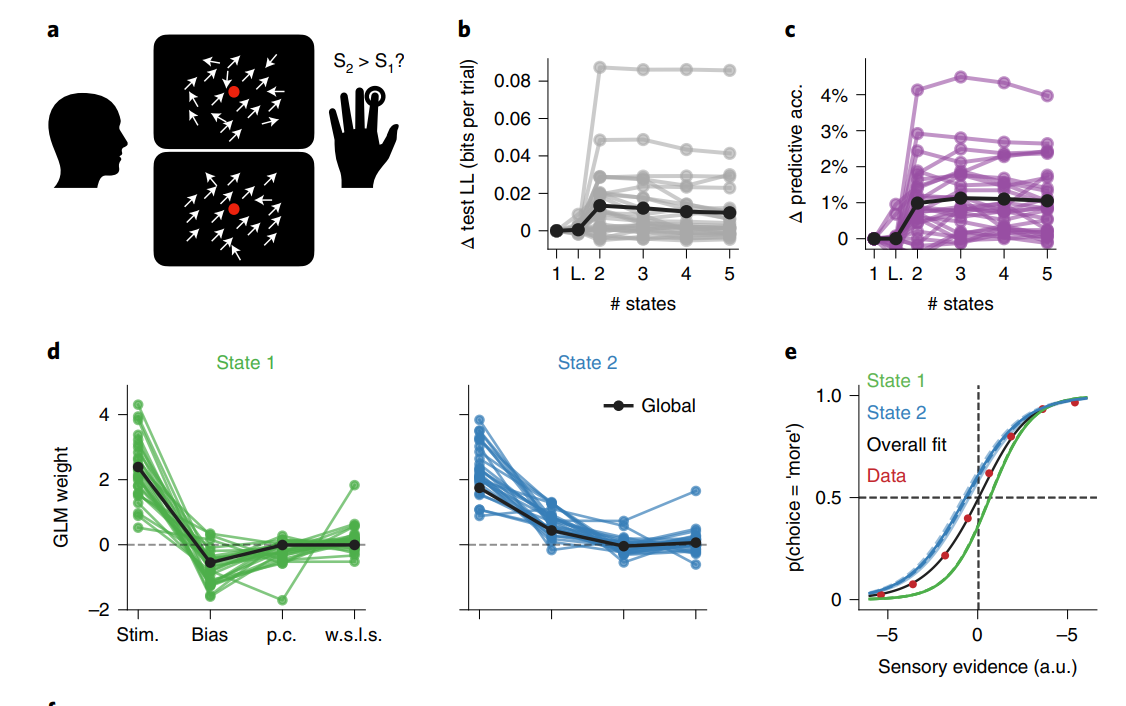 a
S2 > S1?
b
Δ test LL (bits per trial)
0.08
0.06
0.04
0.02
0
1 L. 2 3 4 5
# states
c
Δ predictive acc.
4%
3%
2%
1%
0
1 L. 2 3 4 5
# states
d
State 1
GLM weight
4
2
0
–2
Stim. Bias p.c. w.s.l.s.
State 2
Global
e
State 1
State 2
Overall fit
Data
p(choice = 'more')
1.0
0.5
0
–5 0 –5
Sensory evidence (a.u.)